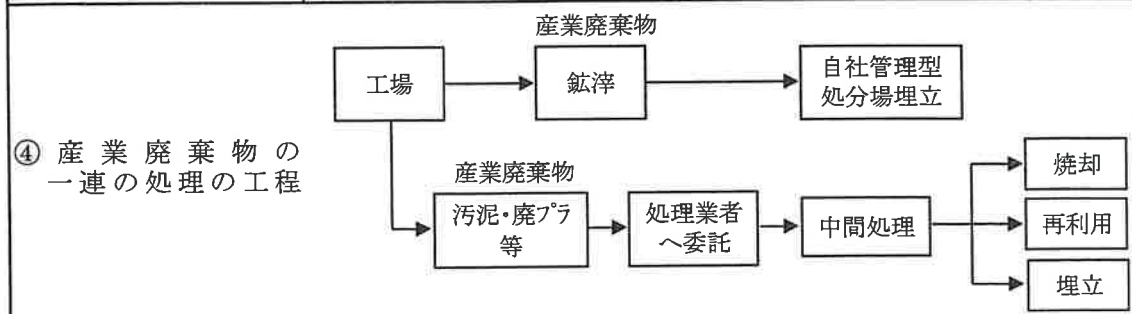 ④ 産業廃棄物の
一連の処理の工程
工場
産業廃棄物
鉱滓
自社管理型
処分場埋立
産業廃棄物
汚泥・廃プラ
等
処理業者
へ委託
中間処理
焼却
再利用
埋立